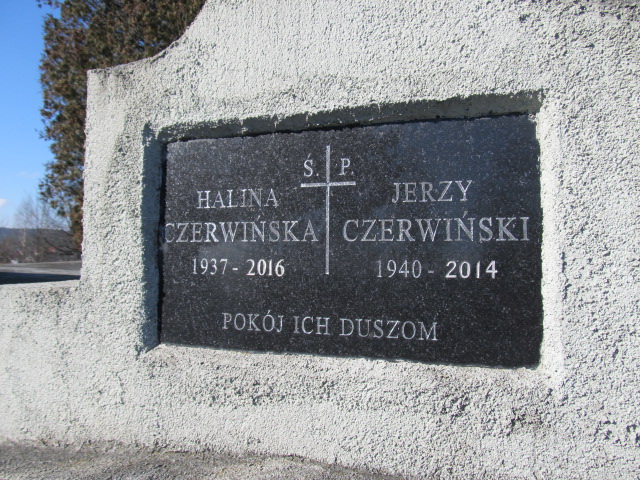 Ś. P.
HALINA
CZERWIŃSKA
1937 - 2016
JERZY
CZERWIŃSKI
1940 - 2014
POKÓJ ICH DUSZOM